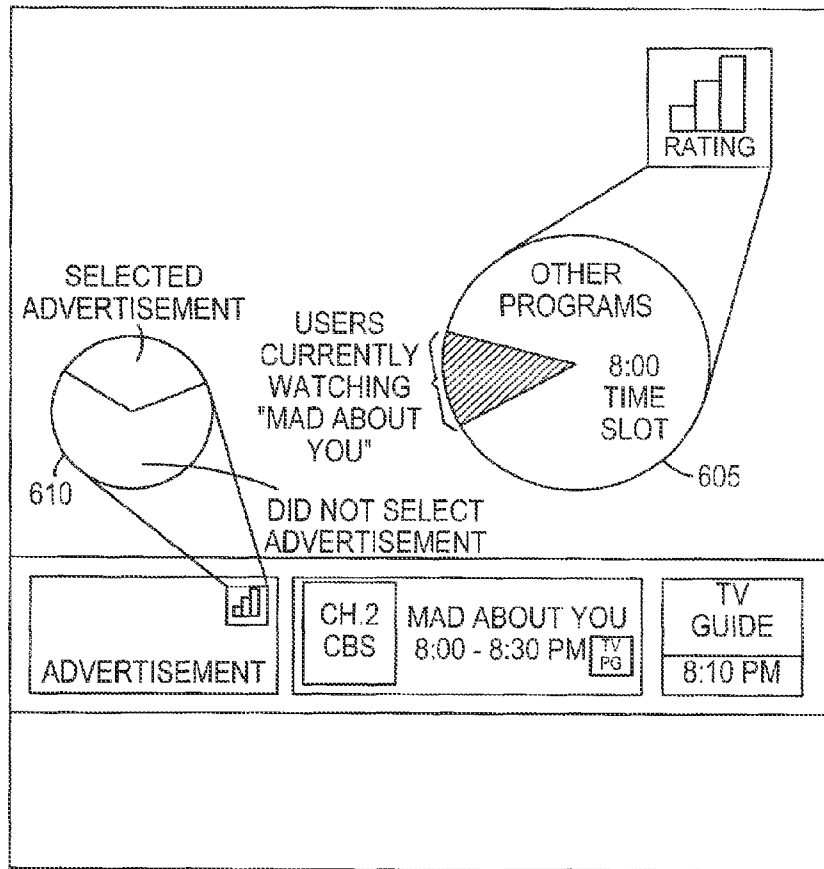 RATING
SELECTED
ADVERTISEMENT
OTHER
PROGRAMS
USERS
CURRENTLY
WATCHING
"MAD ABOUT
YOU"
8:00
TIME
SLOT
610
605
DID NOT SELECT
ADVERTISEMENT
ADVERTISEMENT
CH.2
CBS
MAD ABOUT YOU
8:00 - 8:30 PM
TV
PG
TV
GUIDE
8:10 PM